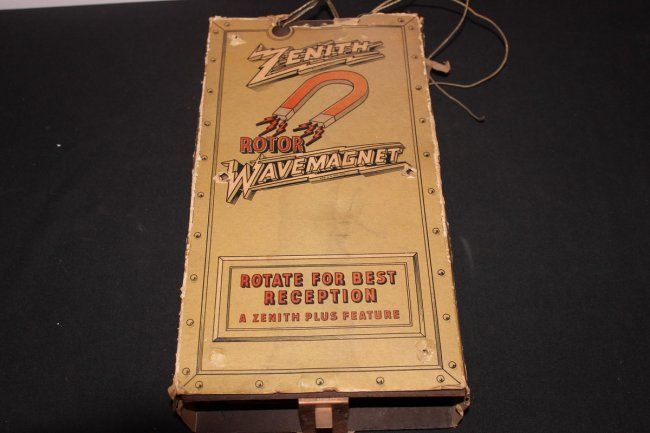 ZENITH
ROTOR
WAVEMAGNET
ROTATE FOR BEST
RECEPTION
A ZENITH PLUS FEATURE